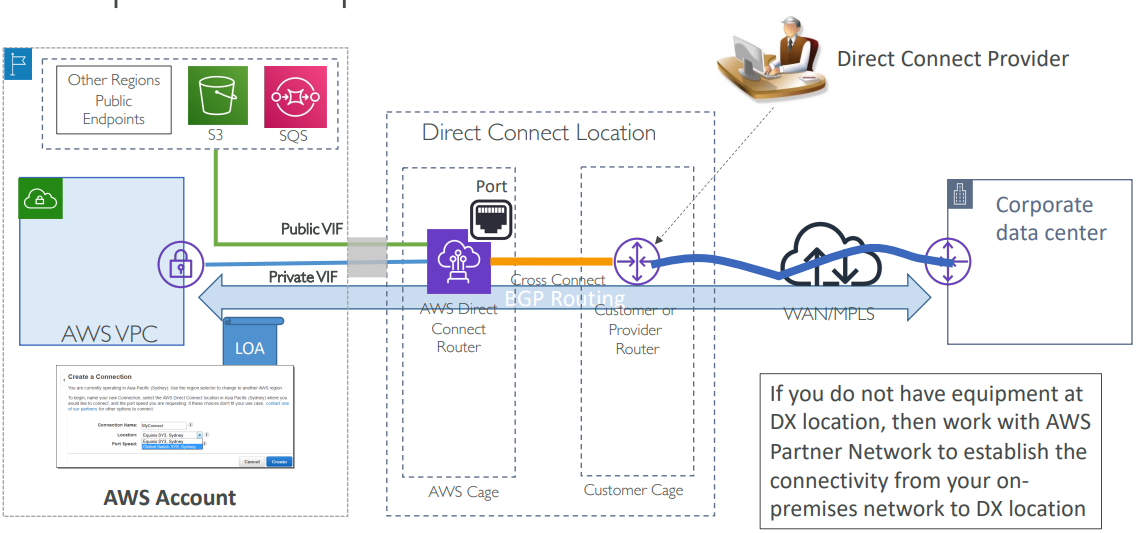 Direct Connect Provider
Other Regions
Public
Endpoints
S3
SQS
Direct Connect Location
Port
Corporate
data center
Public VIF
Private VIF
Cross Connect
BGP Routing
AWS VPC
AWS Direct
Connect
Router
Customer or
Provider
Router
WAN/MPLS
LOA
Create a Connection
You are currently operating in Asia Pacific (Sydney). Use the region selector to change to another AWS region.
To begin, name your new Connection, select the AWS Direct Connect location in Asia Pacific (Sydney) where you
would like to connect, and the port speed you are requesting. If these choices don't fit your use case, contact one
of our partners for other options to connect.
Connection Name: MyConnect
Location: Equinix SY3, Sydney
Equinix SY3, Sydney
Port Speed:
Cancel Create
AWS Account
AWS Cage
Customer Cage
If you do not have equipment at
DX location, then work with AWS
Partner Network to establish the
connectivity from your on-
premises network to DX location